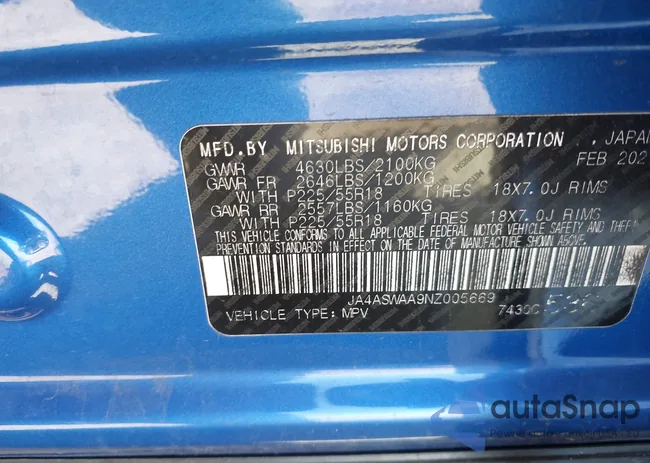 MFD.BY MITSUBISHI MOTORS CORPORATION . , JAPAN
FEB 202
GVWR 4630LBS/2100KG
GAWR FR 2646LBS/1200KG
WITH P225/55R18 TIRES 18X7.0J RIMS
GAWR RR 2557LBS/1160KG
WITH P225/55R18 TIRES 18X7.0J RIMS
THIS VEHICLE CONFORMS TO ALL APPLICABLE FEDERAL MOTOR VEHICLE SAFETY AND THEFT
PREVENTION STANDARDS IN EFFECT ON THE DATE OF MANUFACTURE SHOWN ABOVE.
JA4ASWAA9NZ005669
VEHICLE TYPE: MPV
autoSnap